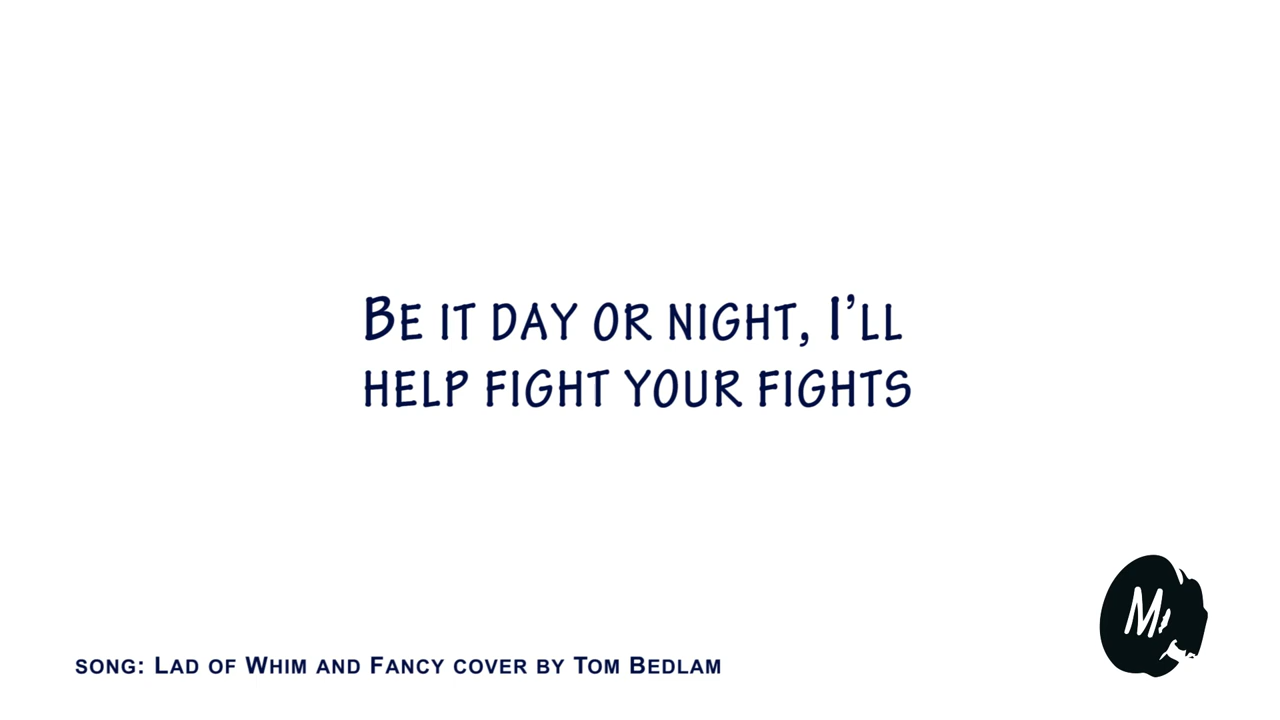 Be it day or night, I’ll
help fight your fights
M
song: Lad of Whim and Fancy cover by Tom Bedlam